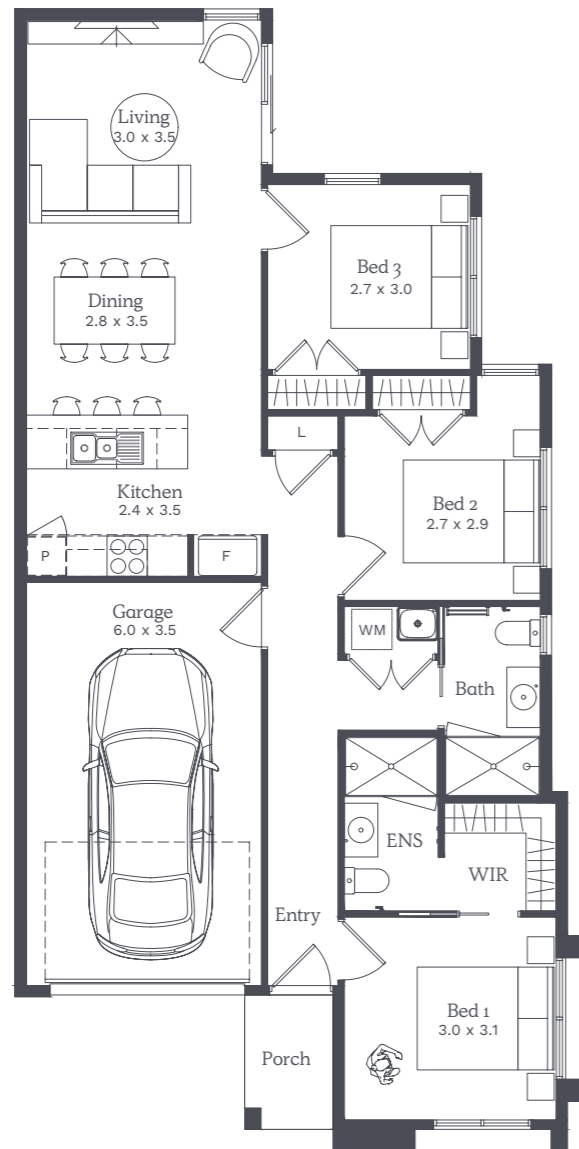 Living
3.0 x 3.5
Bed 3
2.7 x 3.0
Dining
2.8 x 3.5
L
Kitchen
2.4 x 3.5
Bed 2
2.7 x 2.9
P
F
Garage
6.0 x 3.5
WM
Bath
ENS
WIR
Entry
Bed 1
3.0 x 3.1
Porch